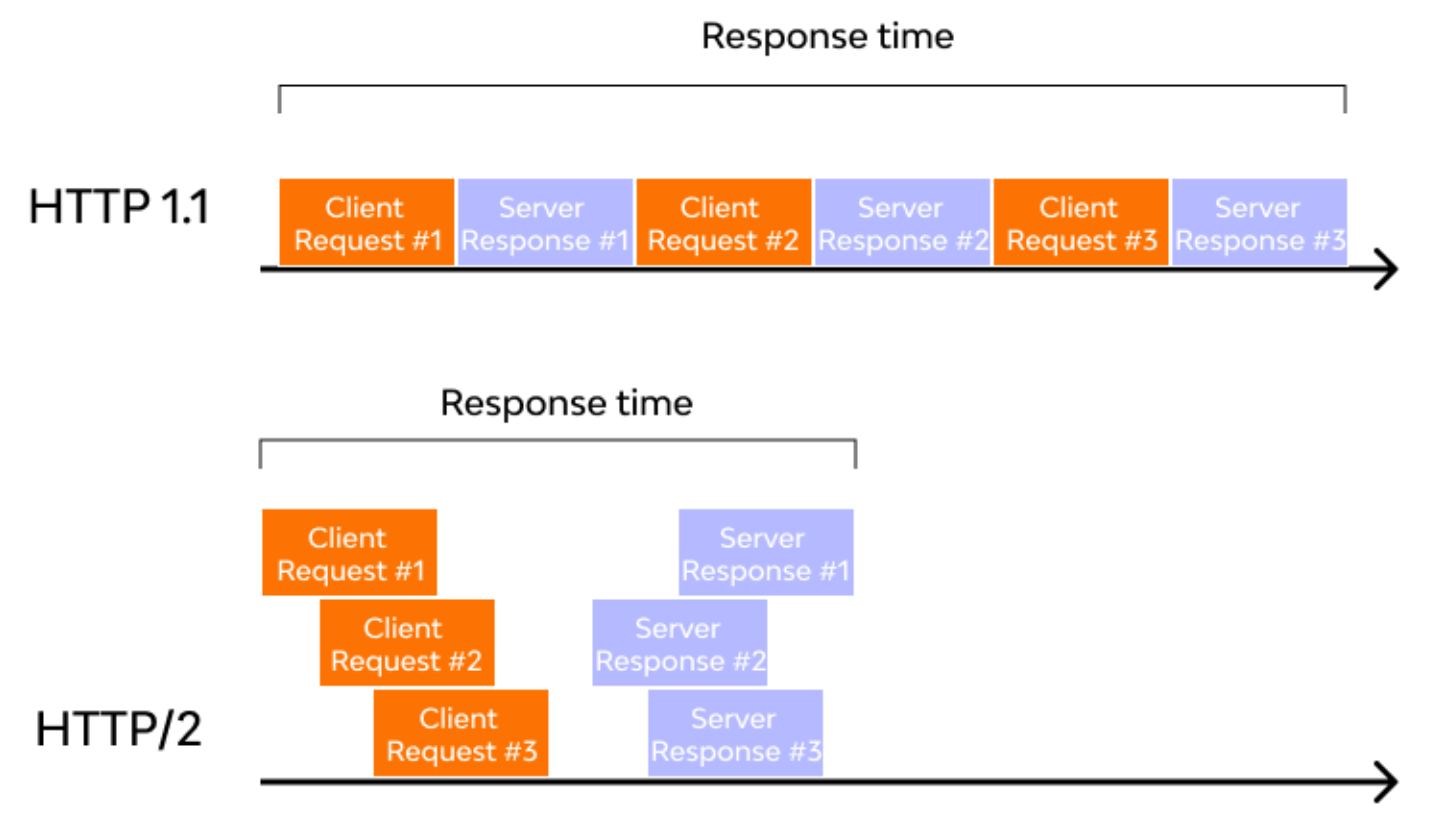 Response time
HTTP 1.1
Client
Request #1
Server
Response #1
Client
Request #2
Server
Response #2
Client
Request #3
Server
Response #3
Response time
HTTP/2
Client
Request #1
Server
Response #1
Client
Request #2
Server
Response #2
Client
Request #3
Server
Response #3